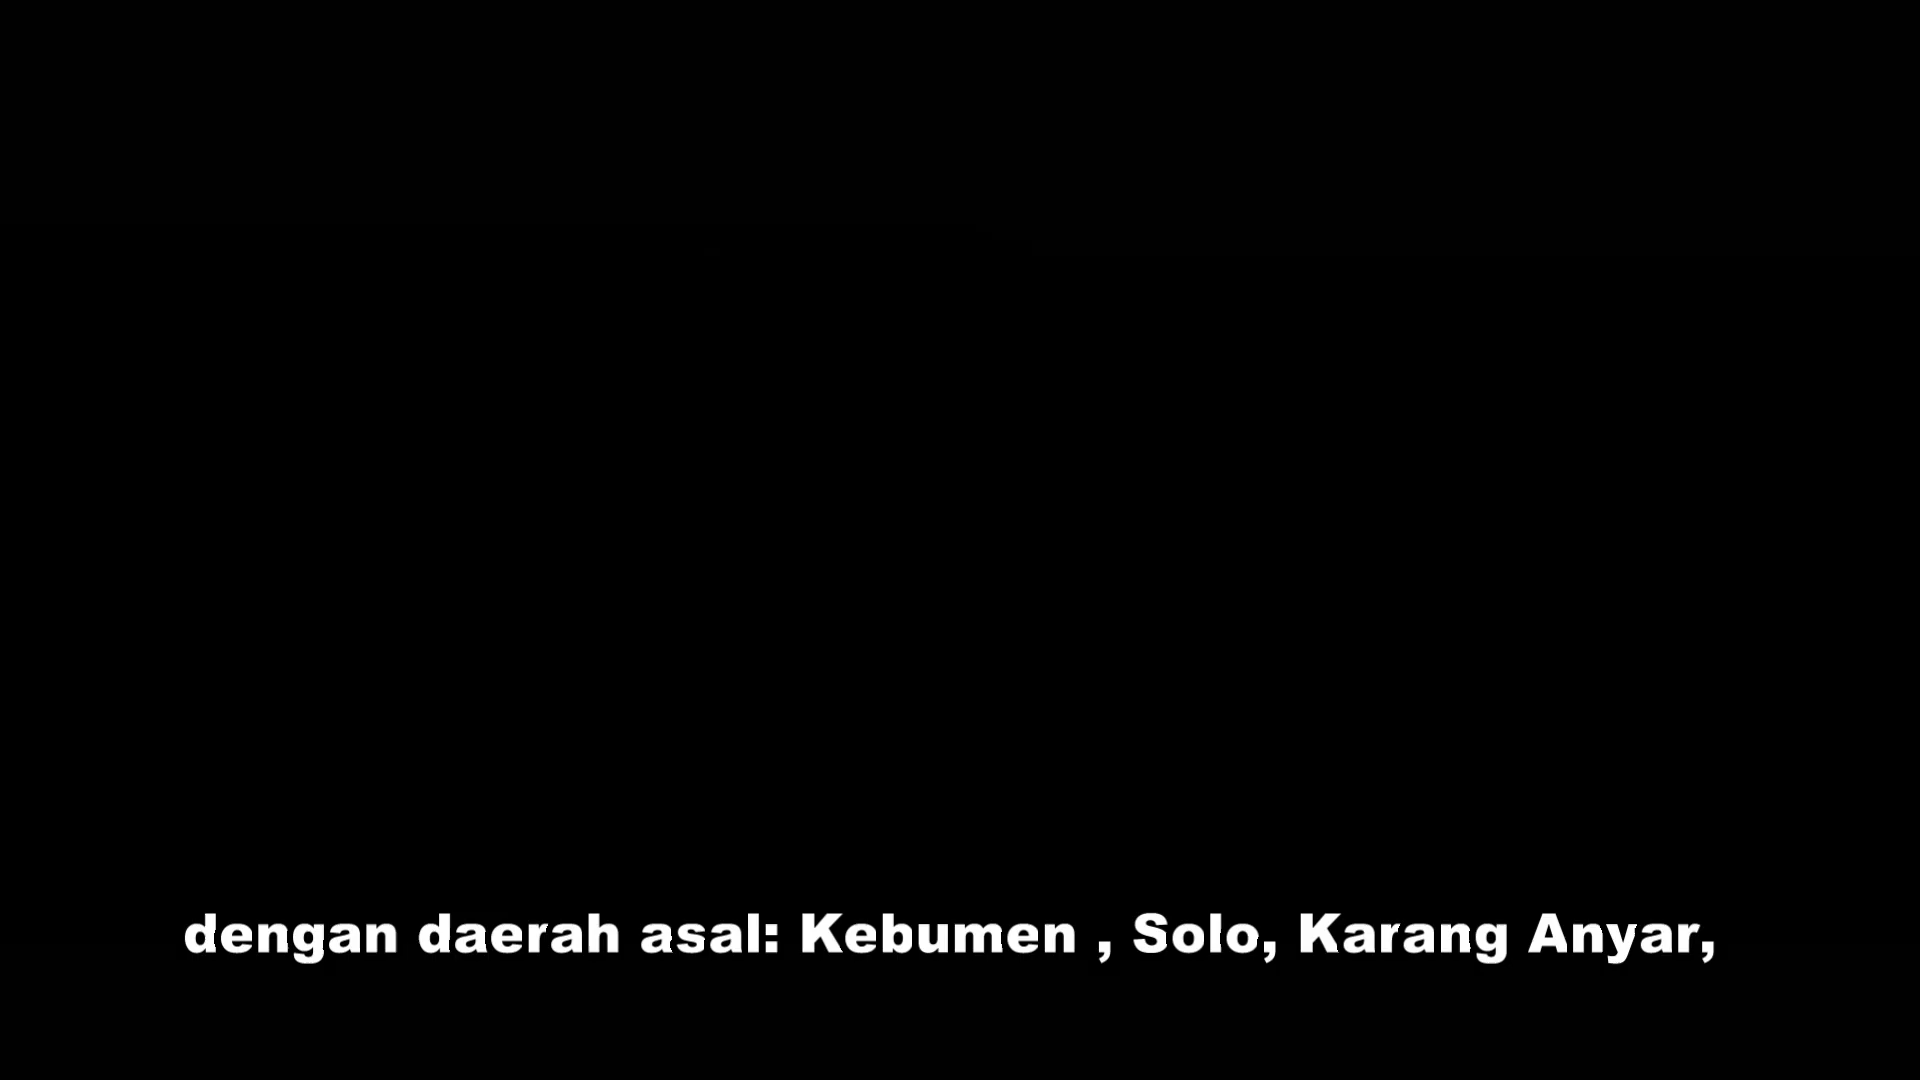 dengan daerah asal: Kebumen , Solo, Karang Anyar,